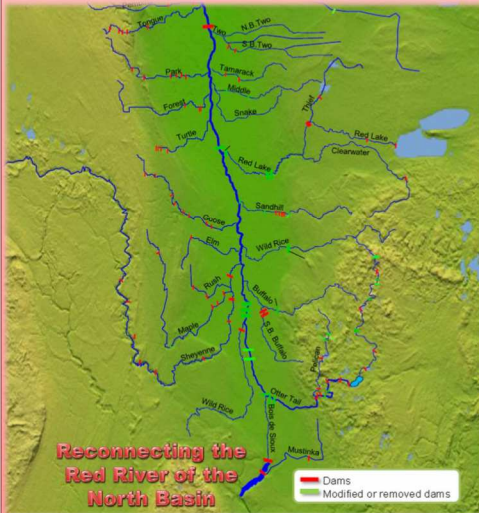 Tongue
Two
N.B.Two
S.B.Two
Park
Tamarack
Middle
Forest
Snake
Thief
Turtle
Red Lake
Red Lake
Clearwater
Sandhill
Goose
Elm
Wild Rice
Rush
Buffalo
Maple
S.B. Buffalo
Sheyenne
Pelican
Wild Rice
Otter Tail
Bois de Sioux
Mustinka
Reconnecting the
Red River of the
North Basin
Dams
Modified or removed dams